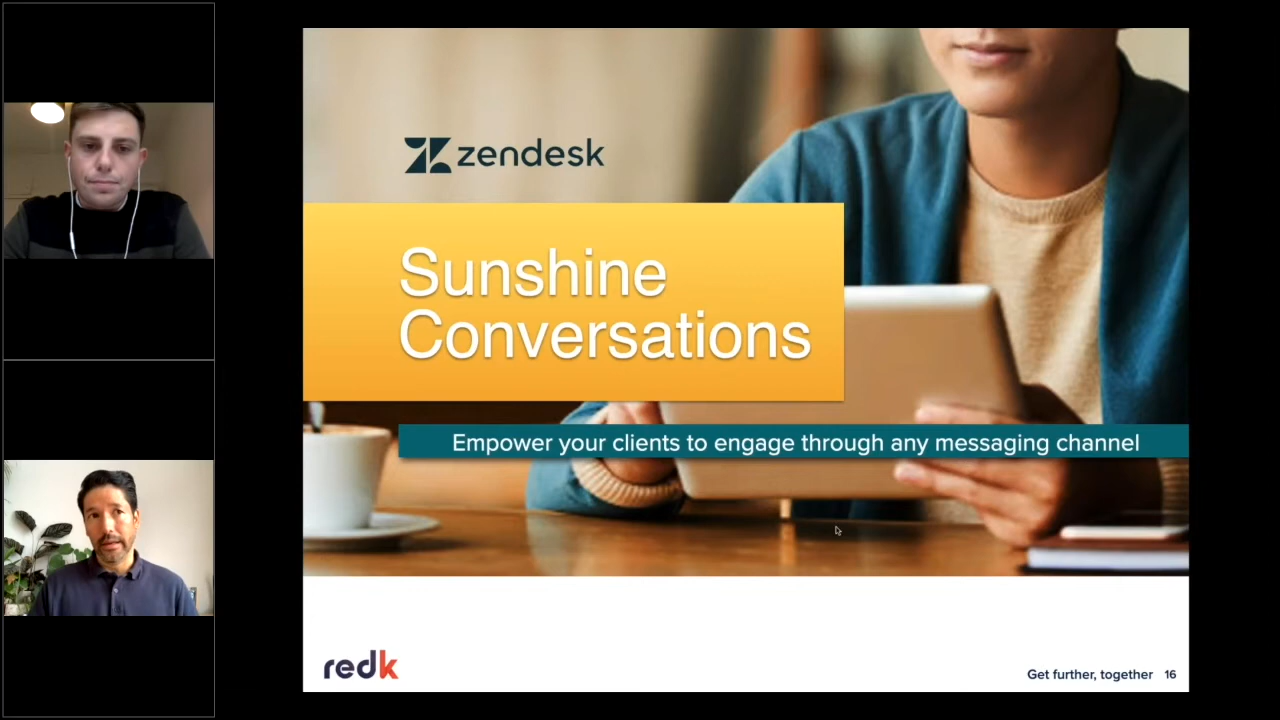 zendesk
Sunshine
Conversations
Empower your clients to engage through any messaging channel
redk
Get further, together 16